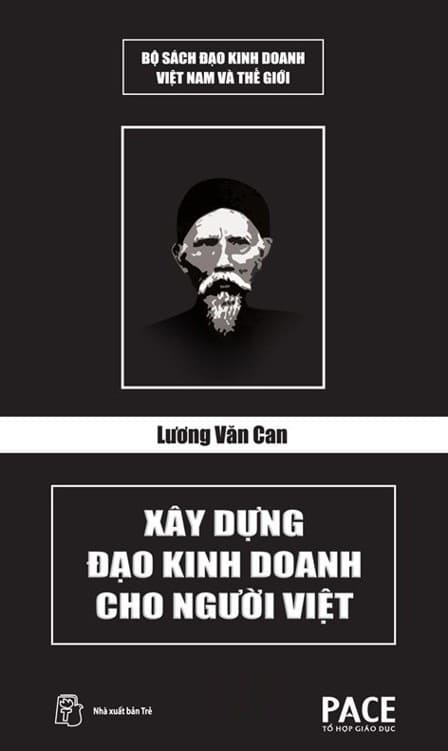 BỘ SÁCH ĐẠO KINH DOANH
VIỆT NAM VÀ THẾ GIỚI
Lương Văn Can
XÂY DỰNG
ĐẠO KINH DOANH
CHO NGƯỜI VIỆT
Nhà xuất bản Trẻ
PACE
TỔ HỢP GIÁO DỤC